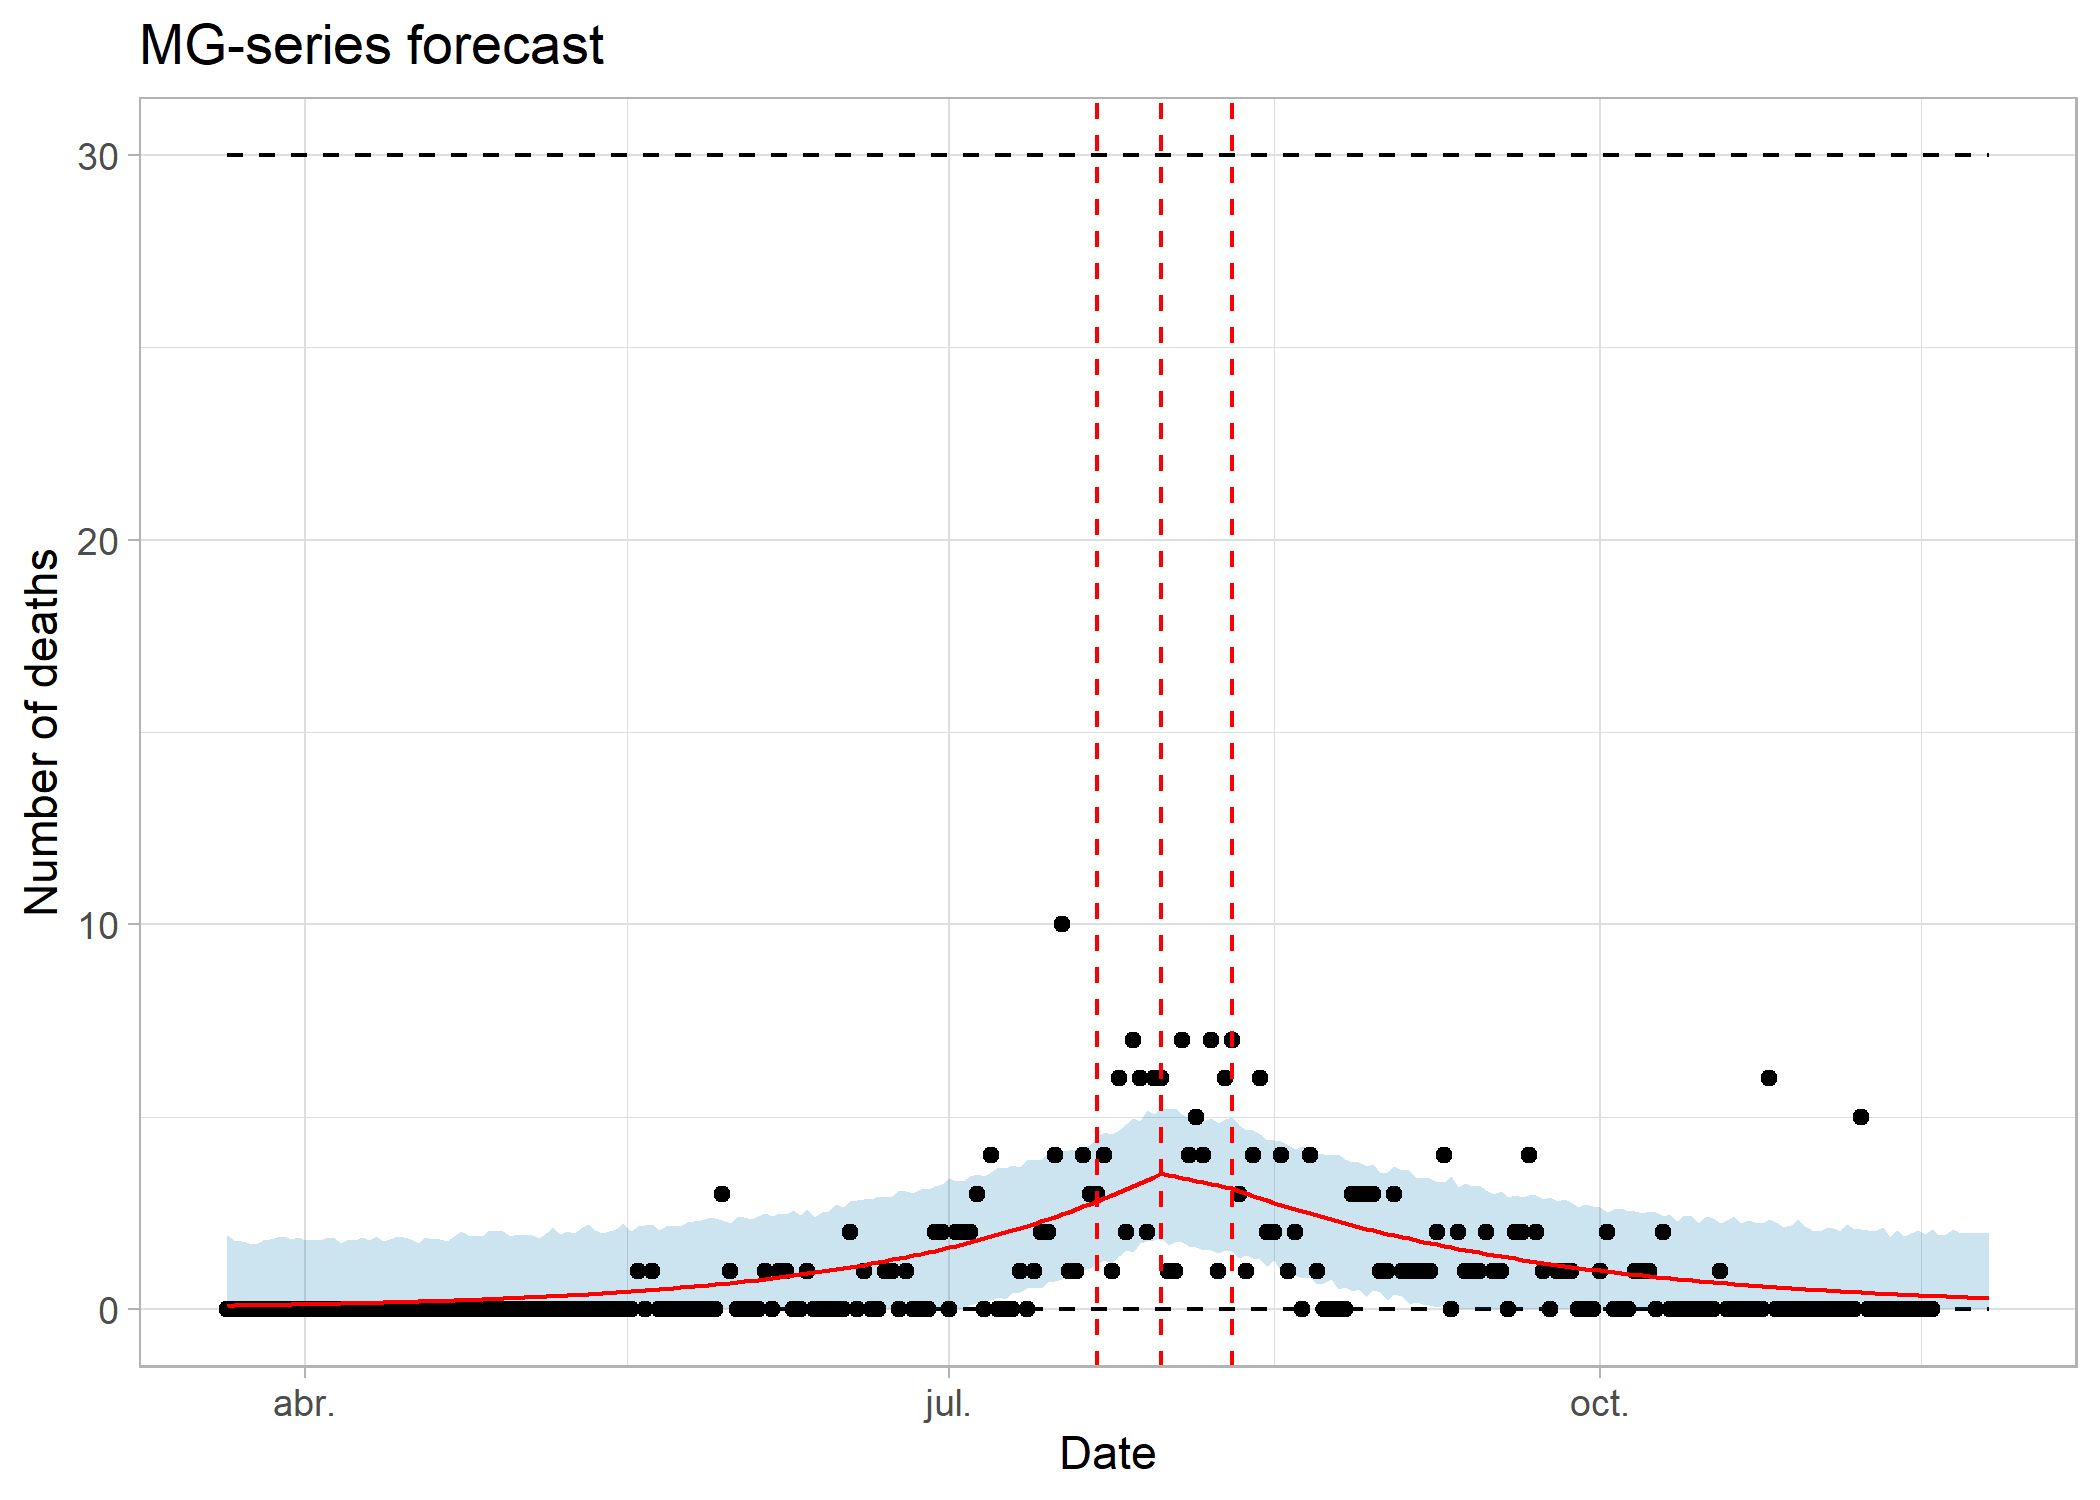 MG-series forecast
30
20
10
0
Number of deaths
abr.
jul.
oct.
Date